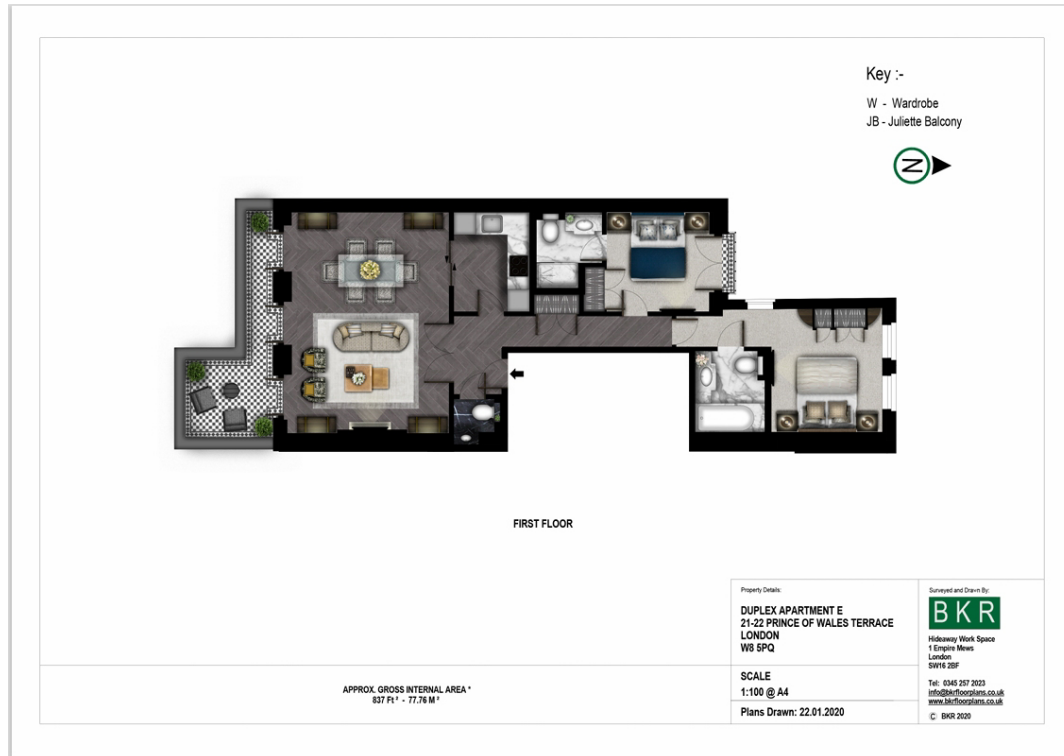 Key :-
W - Wardrobe
JB - Juliette Balcony
N
FIRST FLOOR
APPROX. GROSS INTERNAL AREA *
837 Ft ² - 77.76 M ²
Property Details:
DUPLEX APARTMENT E
21-22 PRINCE OF WALES TERRACE
LONDON
W8 5PQ
SCALE
1:100 @ A4
Plans Drawn: 22.01.2020
Surveyed and Drawn By:
BKR
Hideaway Work Space
1 Empire Mews
London
SW16 2BF
Tel: 0345 257 2023
info@bkrfloorplans.co.uk
www.bkrfloorplans.co.uk
© BKR 2020